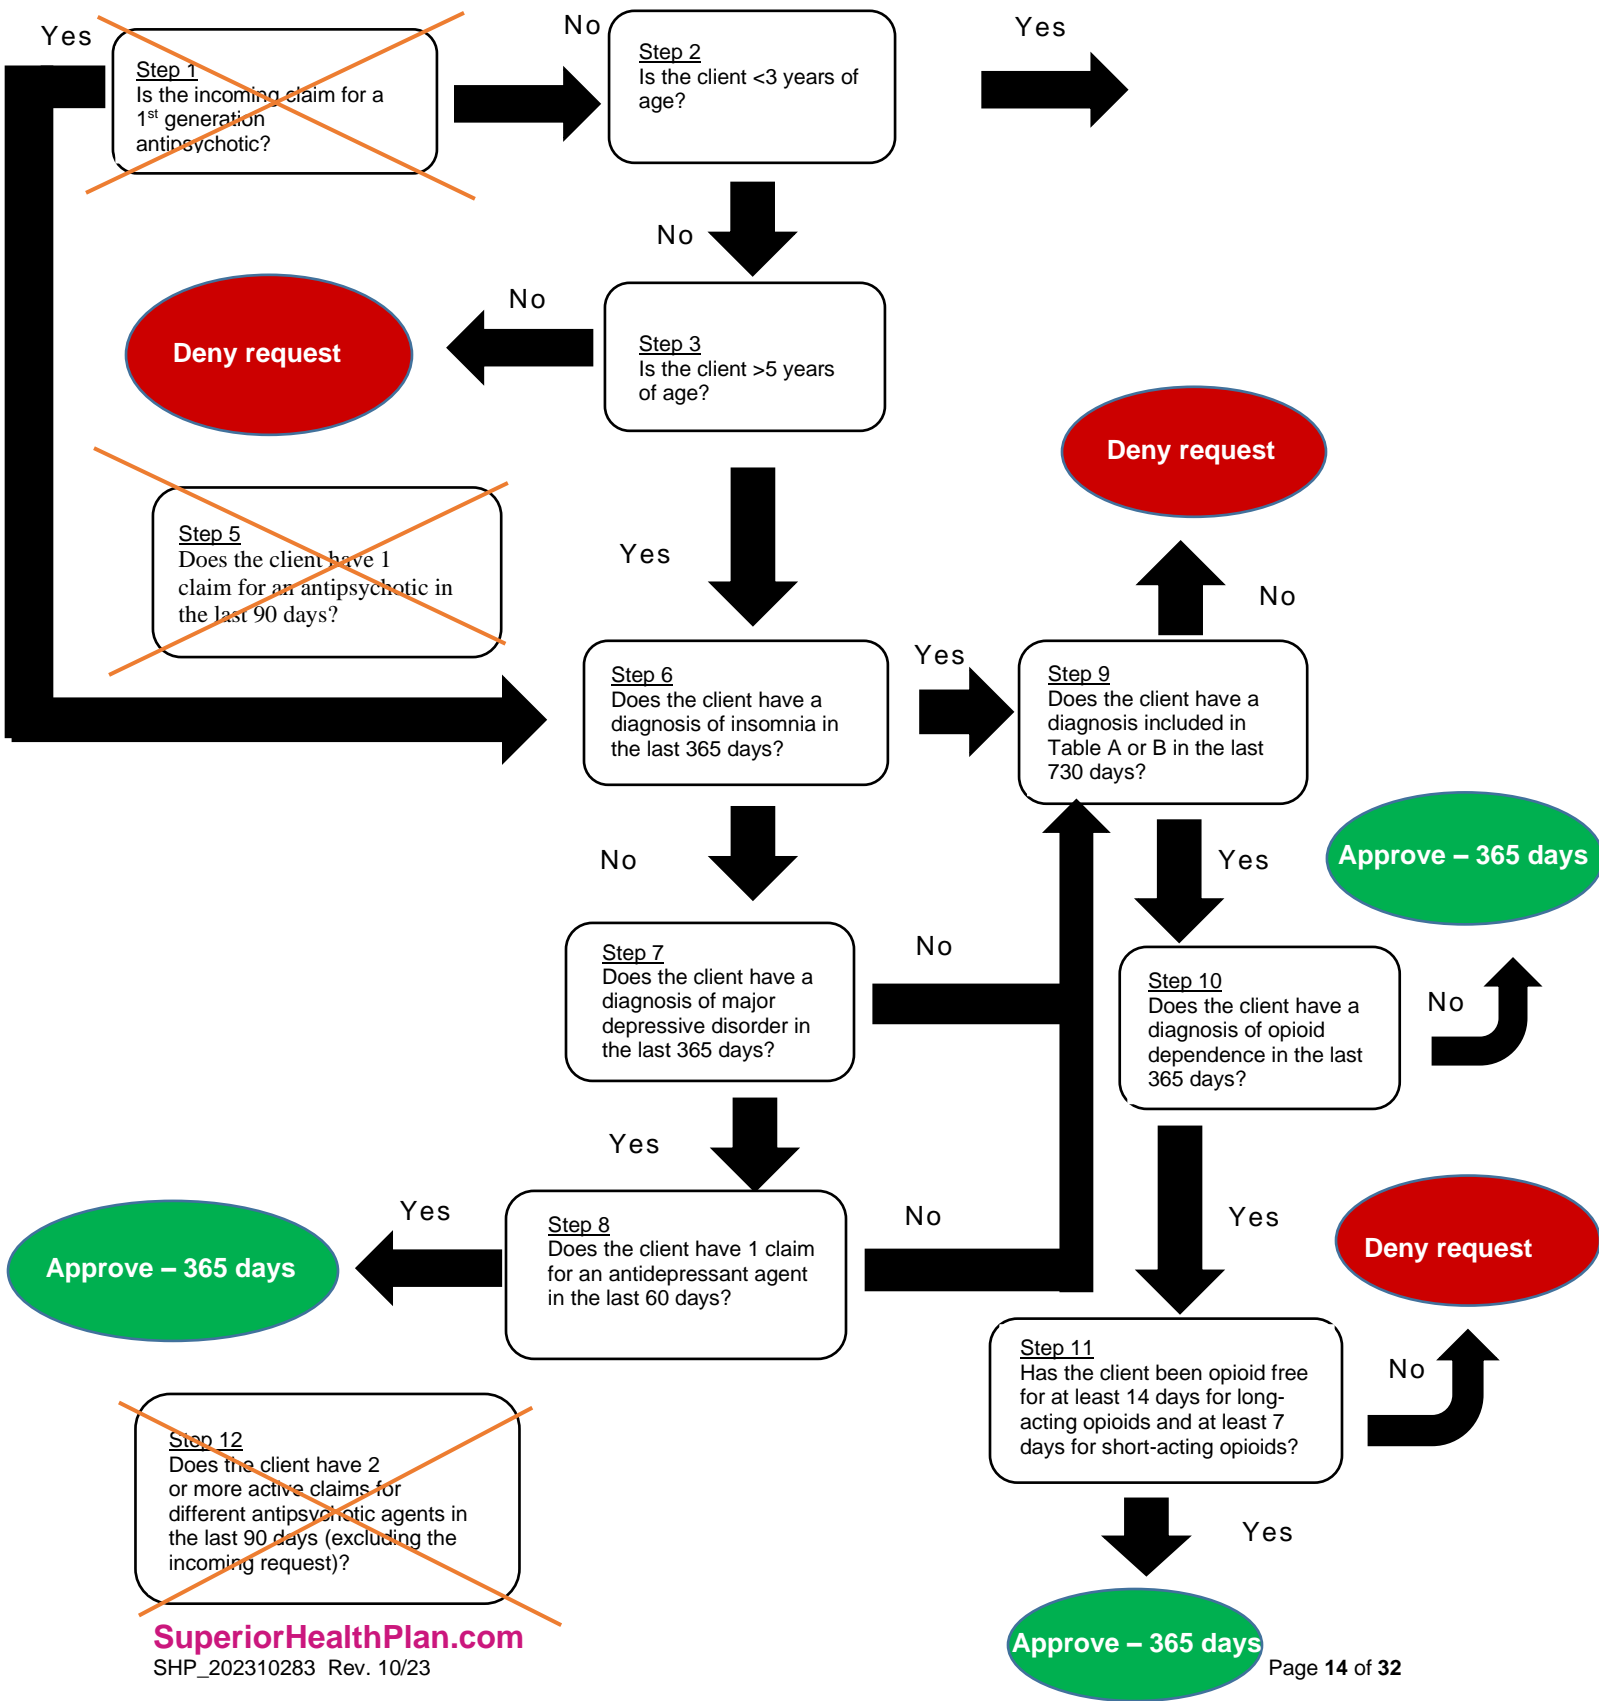 Yes
Step 1
Is the incoming claim for a
1st generation
antipsychotic?
No
Step 2
Is the client <3 years of
age?
Yes
No
Deny request
No
Step 3
Is the client >5 years
of age?
Deny request
Step 5
Does the client have 1
claim for an antipsychotic in
the last 90 days?
Yes
No
Step 6
Does the client have a
diagnosis of insomnia in
the last 365 days?
Yes
Step 9
Does the client have a
diagnosis included in
Table A or B in the last
730 days?
No
Yes
Approve – 365 days
Step 7
Does the client have a
diagnosis of major
depressive disorder in
the last 365 days?
No
Step 10
Does the client have a
diagnosis of opioid
dependence in the last
365 days?
No
Yes
Yes
Approve – 365 days
Yes
Step 8
Does the client have 1 claim
for an antidepressant agent
in the last 60 days?
No
Deny request
Step 11
Has the client been opioid free
for at least 14 days for long-
acting opioids and at least 7
days for short-acting opioids?
No
Step 12
Does the client have 2
or more active claims for
different antipsychotic agents in
the last 90 days (excluding the
incoming request)?
Yes
Approve – 365 days
SuperiorHealthPlan.com
SHP_202310283 Rev. 10/23
Page 14 of 32